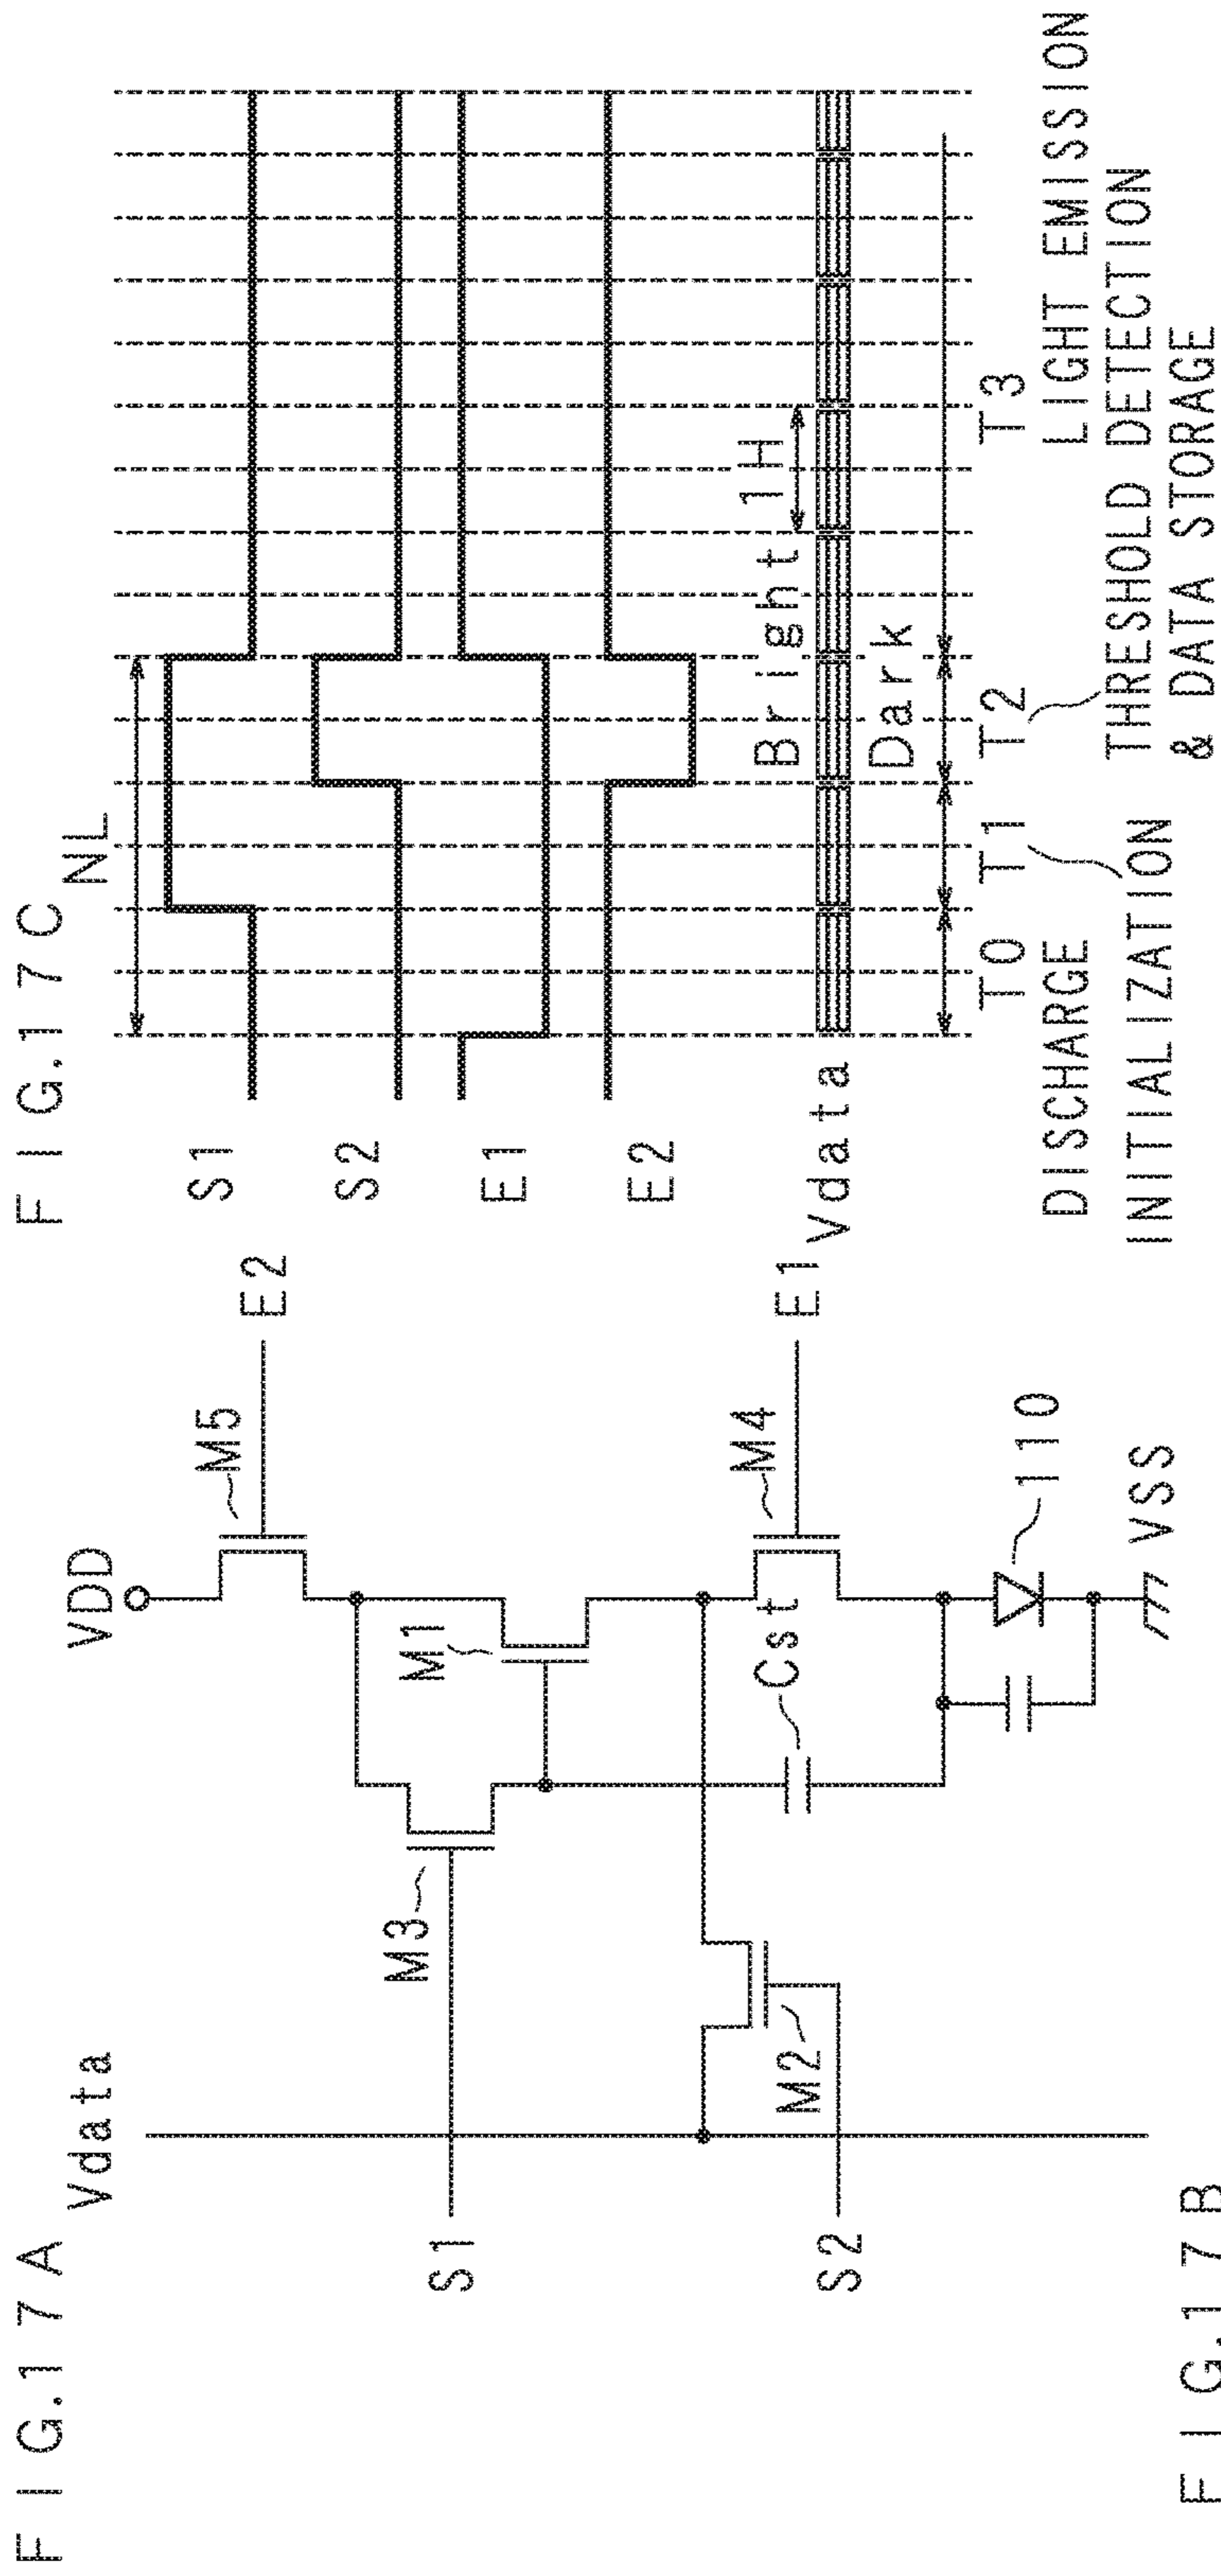 FIG.17A
Vdata
VDD
M5
E2
M1
M3
S1
Cst
M4
E1
M2
S2
110
VSS
FIG.17B
FIG.17C
NL
S1
S2
E1
E2
Bright
1H
Vdata
Dark
T0
T1
T2
T3
DISCHARGE
LIGHT EMISSION
INITIALIZATION
THRESHOLD DETECTION
& DATA STORAGE